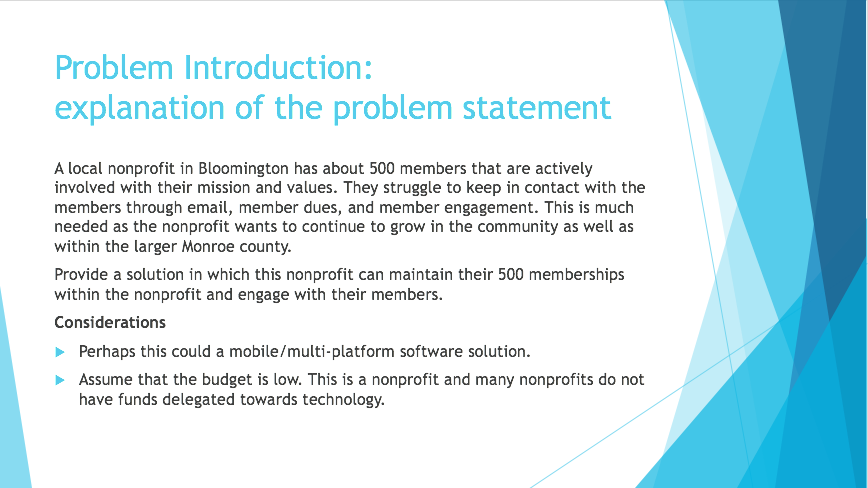 Problem Introduction:
explanation of the problem statement
A local nonprofit in Bloomington has about 500 members that are actively
involved with their mission and values. They struggle to keep in contact with the
members through email, member dues, and member engagement. This is much
needed as the nonprofit wants to continue to grow in the community as well as
within the larger Monroe county.
Provide a solution in which this nonprofit can maintain their 500 memberships
within the nonprofit and engage with their members.
Considerations
Perhaps this could a mobile/multi-platform software solution.
Assume that the budget is low. This is a nonprofit and many nonprofits do not
have funds delegated towards technology.